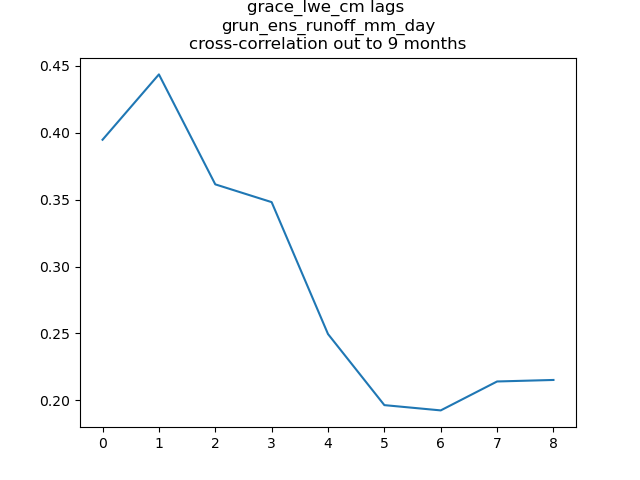 grace_lwe_cm lags
grun_ens_runoff_mm_day
cross-correlation out to 9 months
0.45
0.40
0.35
0.30
0.25
0.20
0 1 2 3 4 5 6 7 8